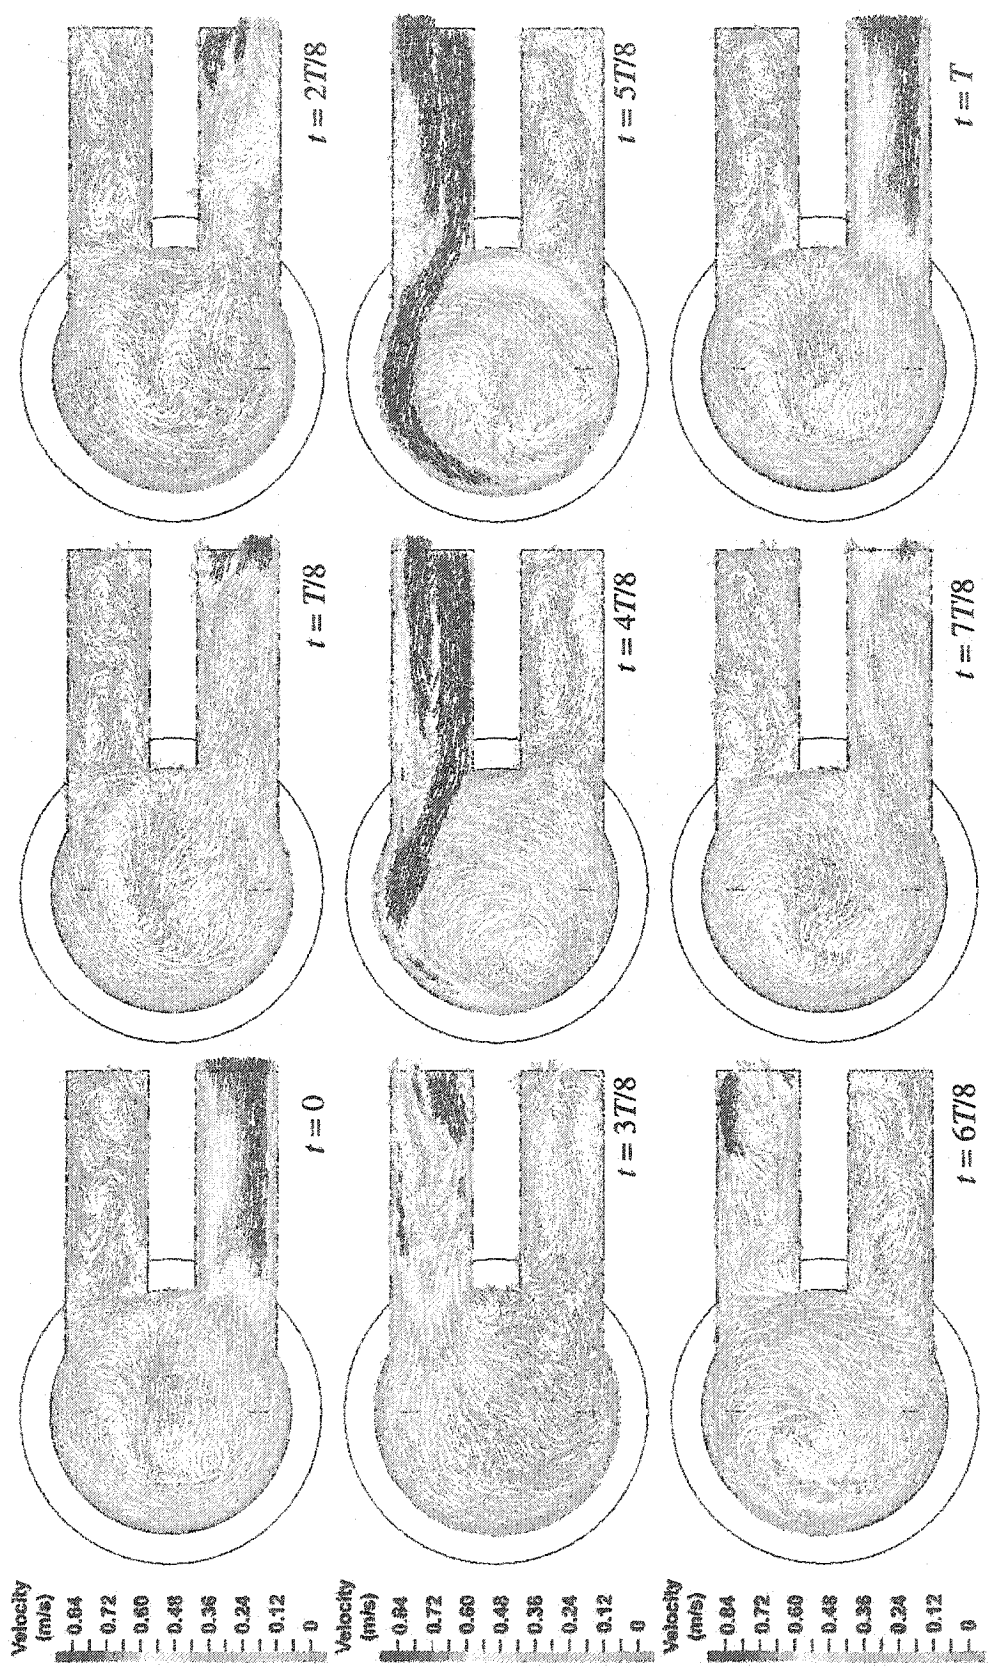 Velocity
(m/s)
0.84
0.72
0.60
0.48
0.36
0.24
0.12
0
t = 0
t = T/8
t = 2T/8
Velocity
(m/s)
0.84
0.72
0.60
0.48
0.36
0.24
0.12
0
t = 3T/8
t = 4T/8
t = 5T/8
Velocity
(m/s)
0.84
0.72
0.60
0.48
0.36
0.24
0.12
0
t = 6T/8
t = 7T/8
t = T